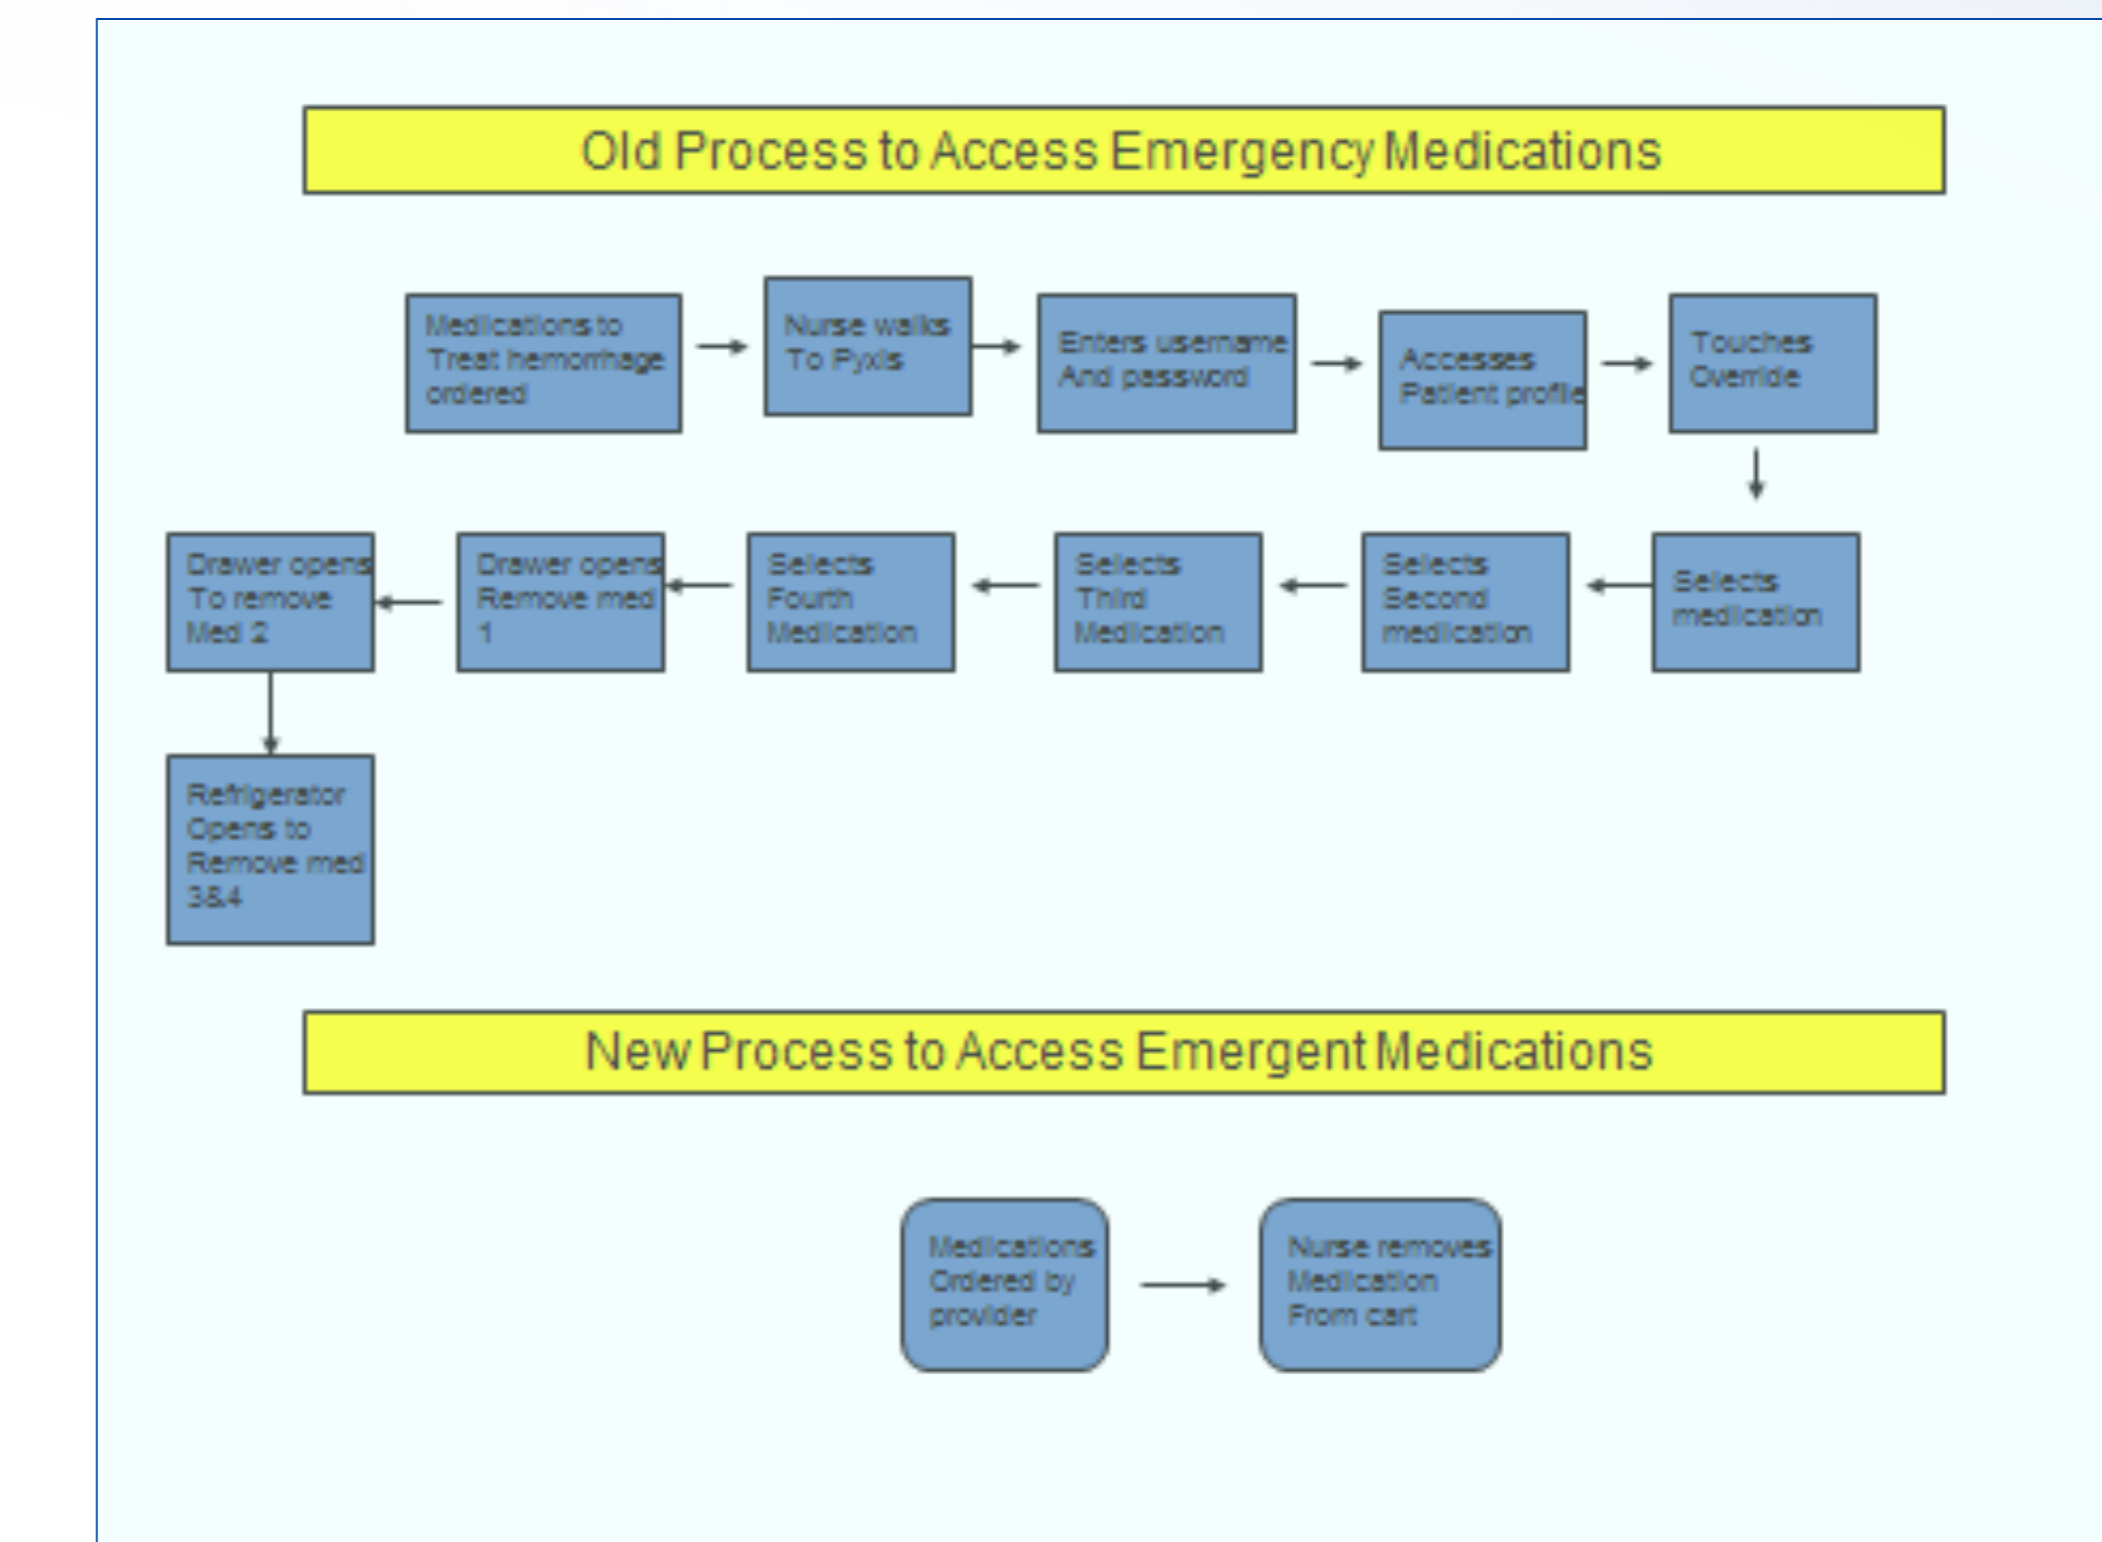 Old Process to Access Emergency Medications
Medications to
Treat hemorrhage
ordered
Nurse walks
To Pyxis
Enters username
And password
Accesses
Patient profile
Touches
Override
Selects
medication
Selects
Second
medication
Selects
Third
Medication
Selects
Fourth
Medication
Drawer opens
Remove med
1
Drawer opens
To remove
Med 2
Refrigerator
Opens to
Remove med
3&4
New Process to Access Emergent Medications
Medications
Ordered by
provider
Nurse removes
Medication
From cart